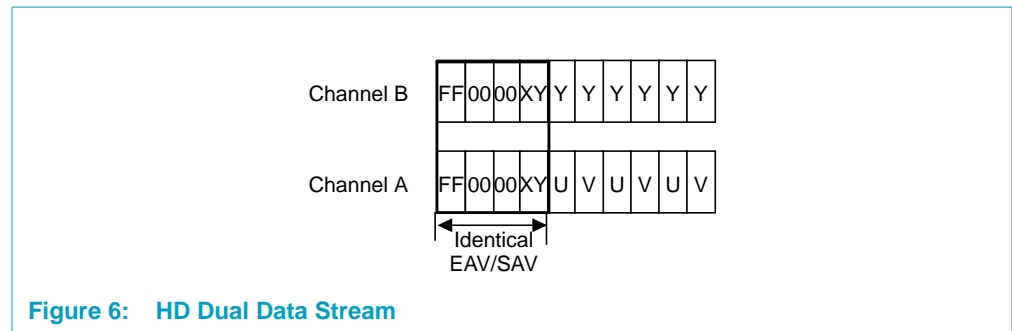 Channel B FF 00 00 XY Y Y Y Y Y Y
Channel A FF 00 00 XY U V U V U V
Identical
EAV/SAV
Figure 6: HD Dual Data Stream